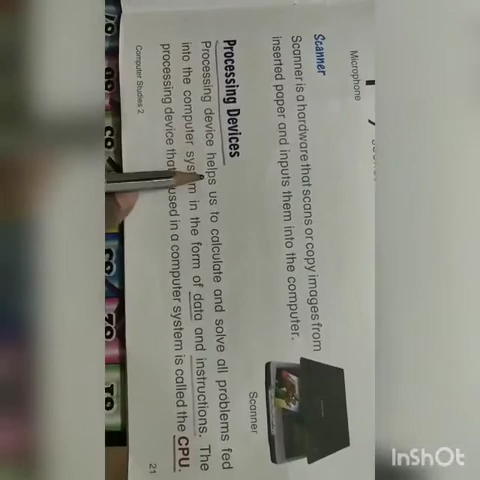 Microphone
Scanner
Scanner is a hardware that scans or copy images from
inserted paper and inputs them into the computer.
Scanner
Processing Devices
Processing device helps us to calculate and solve all problems fed
into the computer system in the form of data and instructions. The
processing device that used in a computer system is called the CPU.
Computer Studies 2
21
InShOt